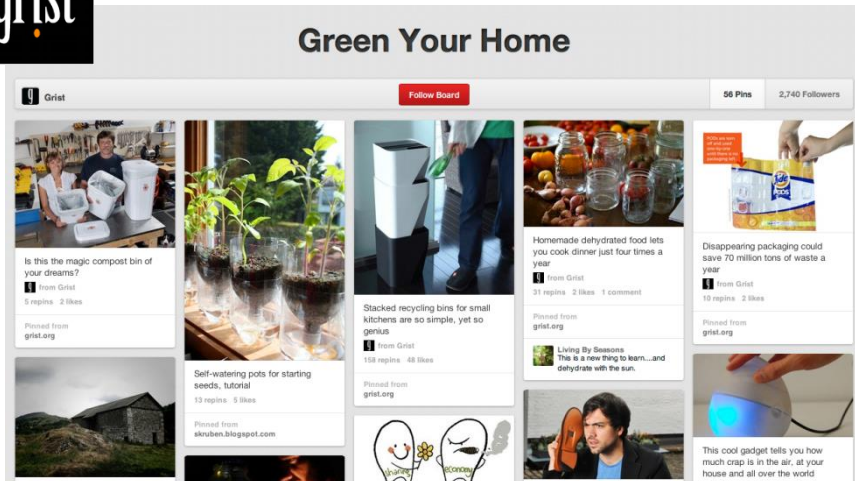 grist
Green Your Home
Grist
Follow Board
56 Pins
2,740 Followers
Is this the magic compost bin of
your dreams?
from Grist
5 repins 2 likes
Pinned from
grist.org
Self-watering pots for starting
seeds, tutorial
13 repins 5 likes
Pinned from
skruben.blogspot.com
Stacked recycling bins for small
kitchens are so simple, yet so
genius
from Grist
158 repins 48 likes
Pinned from
grist.org
sharing
economy
Homemade dehydrated food lets
you cook dinner just four times a
year
from Grist
31 repins 2 likes 1 comment
Pinned from
grist.org
Living By Seasons
This is a new thing to learn....and
dehydrate with the sun.
PODS
Disappearing packaging could
save 70 million tons of waste a
year
from Grist
10 repins 2 likes
Pinned from
grist.org
This cool gadget tells you how
much crap is in the air, at your
house and all over the world